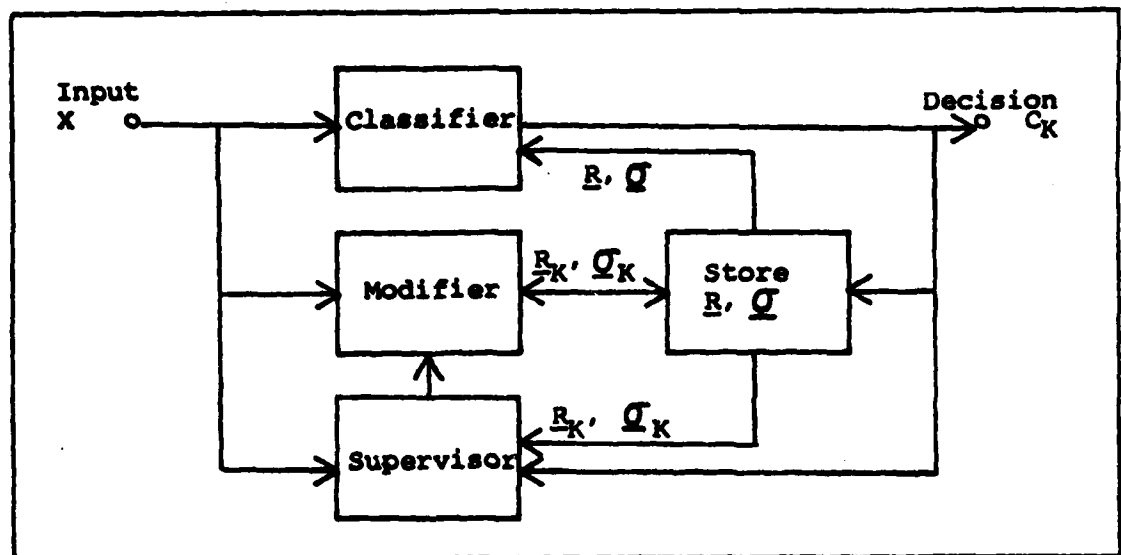 Input
X
Classifier
Decision
C_K
R, σ
Modifier
R_K, σ_K
Store
R, σ
Supervisor
R_K, σ_K